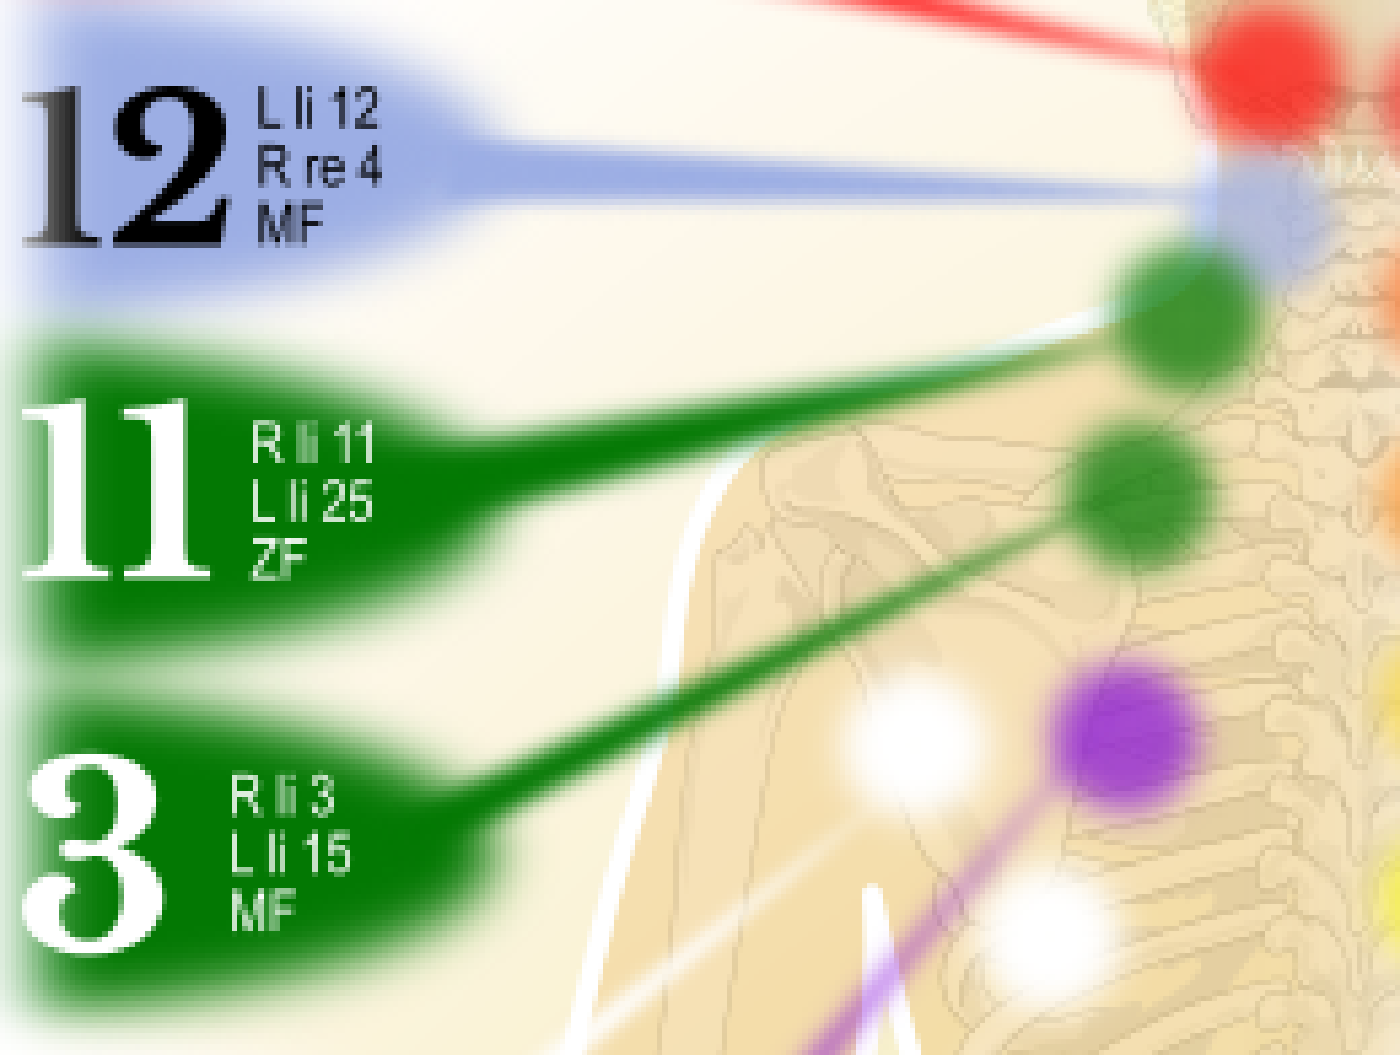 12
L li 12
R re 4
MF
11
R li 11
L li 25
ZF
3
R li 3
L li 15
MF